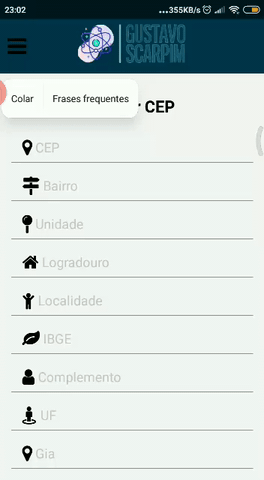 23:02
...355KB/s
GUSTAVO
SCARPIM
Colar Frases frequentes
r CEP
CEP
Bairro
Unidade
Logradouro
Localidade
IBGE
Complemento
UF
Gia